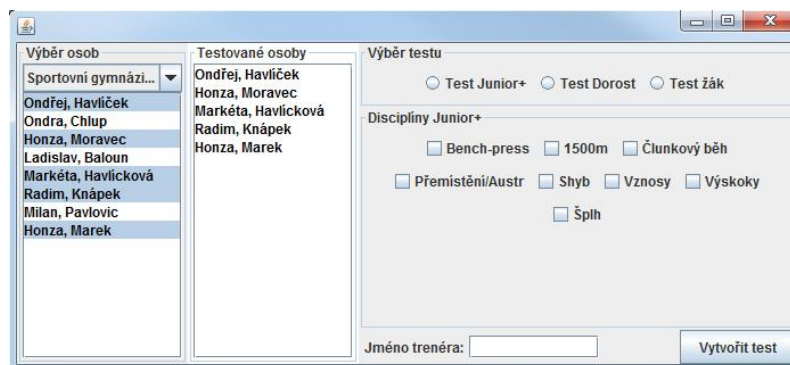 Výběr osob
Sportovní gymnázi...
Ondřej, Havlíček
Ondra, Chlup
Honza, Moravec
Ladislav, Baloun
Markéta, Havlícková
Radim, Knápek
Milan, Pavlovic
Honza, Marek
Testované osoby
Ondřej, Havlíček
Honza, Moravec
Markéta, Havlícková
Radim, Knápek
Honza, Marek
Výběr testu
Test Junior+ Test Dorost Test žák
Disciplíny Junior+
Bench-press 1500m Člunkový běh
Přemístění/Austr Shyb Vznosy Výskoky
Šplh
Jméno trenéra: Vytvořit test